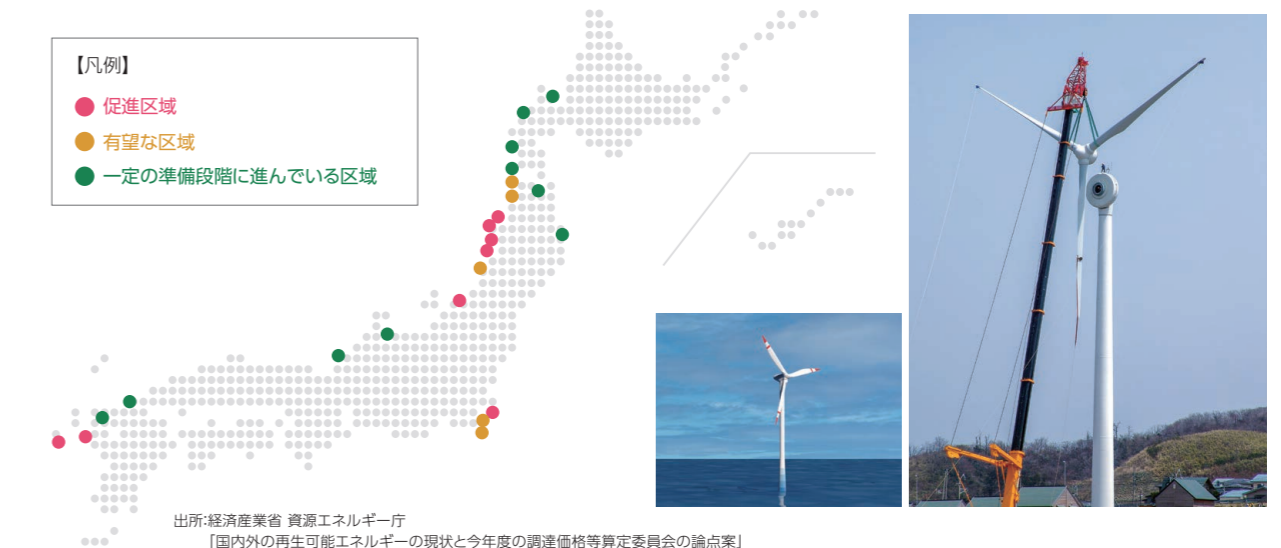 【凡例】
促進区域
有望な区域
一定の準備段階に進んでいる区域
出所:経済産業省 資源エネルギー庁
「国内外の再生可能エネルギーの現状と今年度の調達価格等算定委員会の論点案」